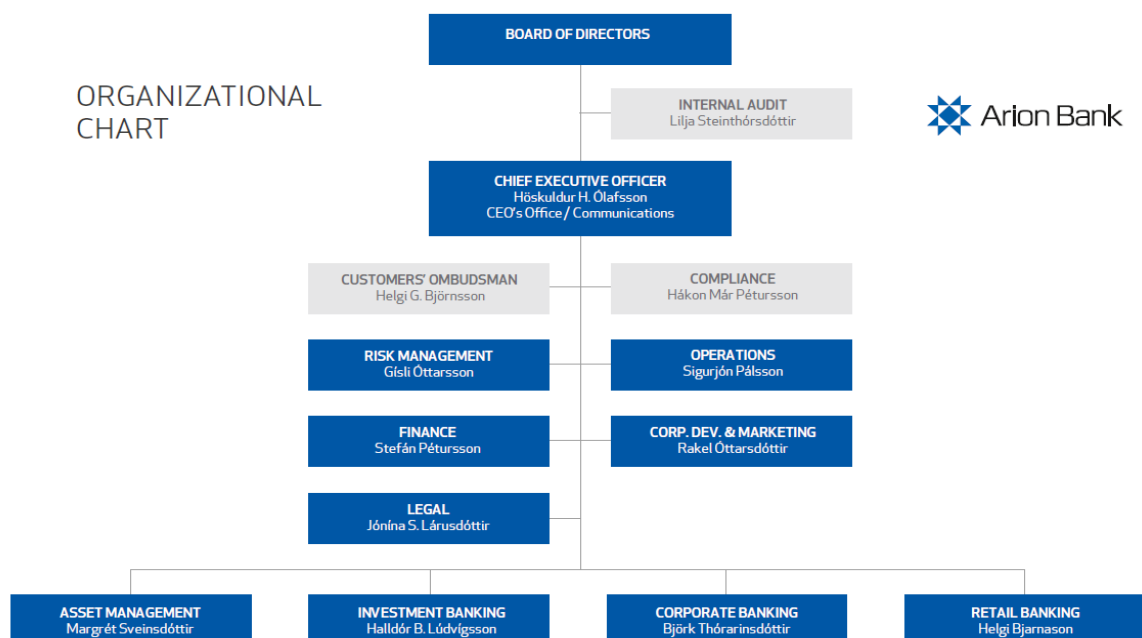 BOARD OF DIRECTORS
ORGANIZATIONAL
CHART
INTERNAL AUDIT
Lilja Steinthórsdóttir
Arion Bank
CHIEF EXECUTIVE OFFICER
Höskuldur H. Ólafsson
CEO's Office / Communications
CUSTOMERS' OMBUDSMAN
Helgi G. Björnsson
COMPLIANCE
Hákon Már Pétursson
RISK MANAGEMENT
Gísli Óttarsson
OPERATIONS
Sigurjón Pálsson
FINANCE
Stefán Pétursson
CORP. DEV. & MARKETING
Rakel Óttarsdóttir
LEGAL
Jónína S. Lárusdóttir
ASSET MANAGEMENT
Margrét Sveinsdóttir
INVESTMENT BANKING
Halldór B. Lúdvígsson
CORPORATE BANKING
Björk Thórarinsdóttir
RETAIL BANKING
Helgi Bjarnason